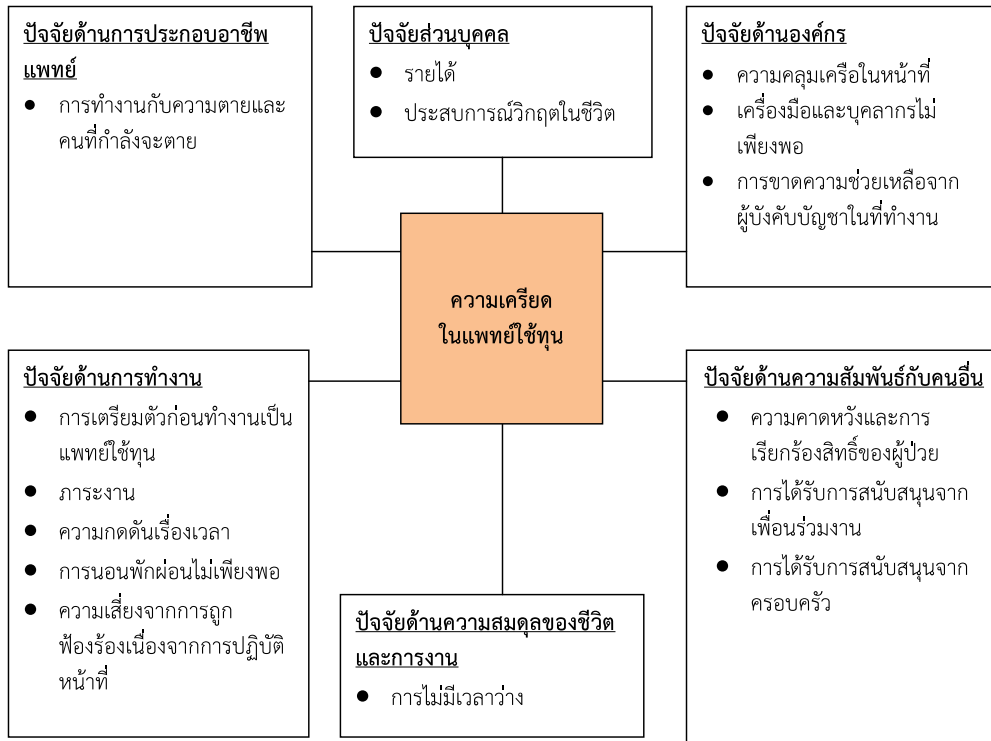 ปัจจัยด้านการประกอบอาชีพ
แพทย์
● การทำงานกับความตายและ
คนที่กำลังจะตาย
ปัจจัยส่วนบุคคล
● รายได้
● ประสบการณ์วิกฤตในชีวิต
ปัจจัยด้านองค์กร
● ความคลุมเครือในหน้าที่
● เครื่องมือและบุคลากรไม่
เพียงพอ
● การขาดความช่วยเหลือจาก
ผู้บังคับบัญชาในที่ทำงาน
ความเครียด
ในแพทย์ใช้ทุน
ปัจจัยด้านการทำงาน
● การเตรียมตัวก่อนทำงานเป็น
แพทย์ใช้ทุน
● ภาระงาน
● ความกดดันเรื่องเวลา
● การนอนพักผ่อนไม่เพียงพอ
● ความเสี่ยงจากการถูก
ฟ้องร้องเนื่องจากการปฏิบัติ
หน้าที่
ปัจจัยด้านความสมดุลของชีวิต
และการงาน
● การไม่มีเวลาว่าง
ปัจจัยด้านความสัมพันธ์กับคนอื่น
● ความคาดหวังและการ
เรียกร้องสิทธิ์ของผู้ป่วย
● การได้รับการสนับสนุนจาก
เพื่อนร่วมงาน
● การได้รับการสนับสนุนจาก
ครอบครัว